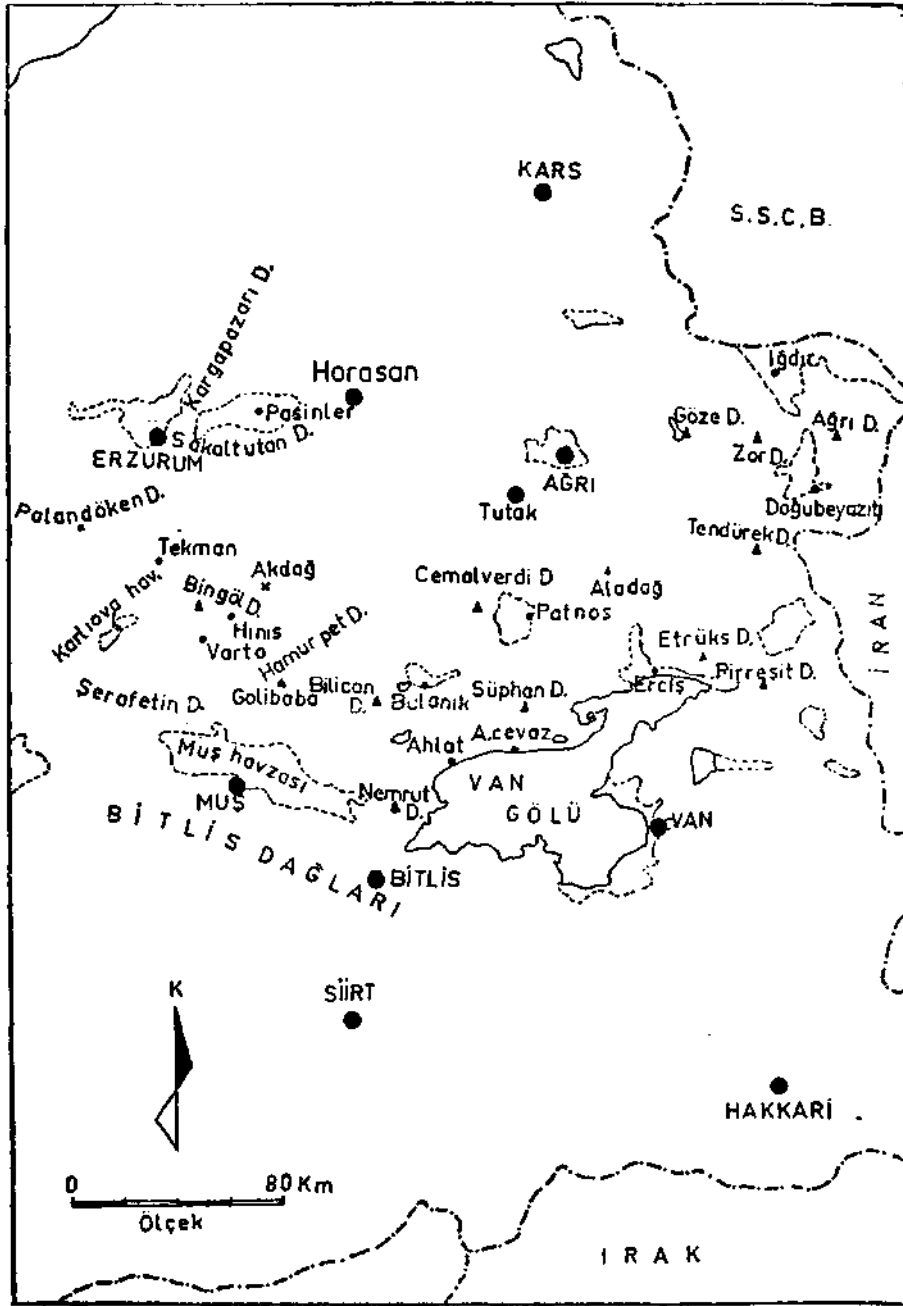 KARS
S.S.C.B.
Kargapazarı D.
Horasan
Iğdır
Pasinler
Göze D.
Ağrı D.
Sakaltutan D.
Zor D.
ERZURUM
AĞRI
Palandöken D.
Tutak
Doğubeyazıt
Tendürek D.
Tekman
Akdağ
Cemalverdi D
Aladağ
Karlıova hav.
Bingöl D.
Patnos
Hınıs
İRAN
Varto
Hamurpet D.
Etrüks D.
Pirreşit D.
Şerafetin D.
Golibaba
Bilican
D.
Bulanık
Süphan D.
Erciş
Muş havzası
Ahlat
A.cevaz
VAN
GÖLÜ
MUŞ
Nemrut
D.
VAN
BİTLİS DAĞLARI
BİTLİS
K
SİİRT
HAKKARİ
0 80 Km
Ölçek
IRAK